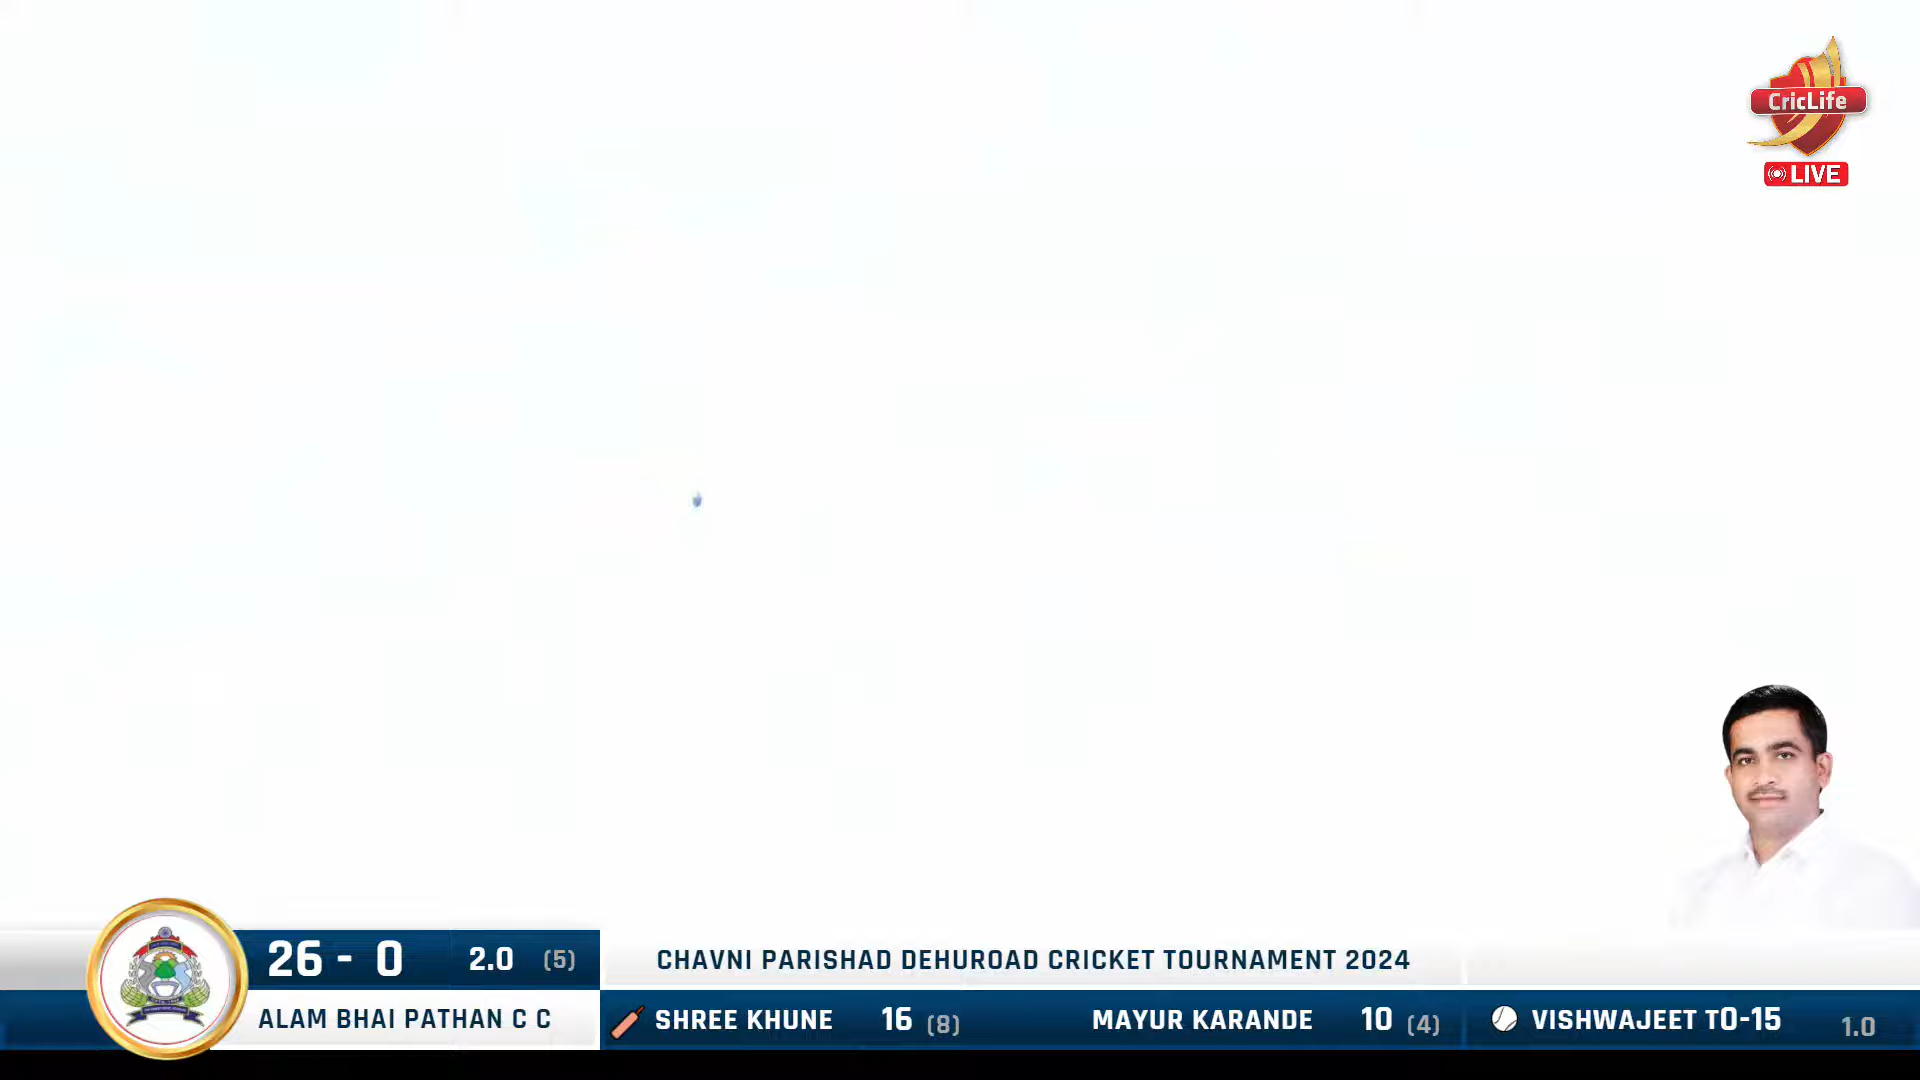 CricLife
LIVE
26 - 0 2.0 (5)
CHAVNI PARISHAD DEHUROAD CRICKET TOURNAMENT 2024
ALAM BHAI PATHAN C C
SHREE KHUNE 16 (8) MAYUR KARANDE 10 (4) VISHWAJEET T0-15 1.0